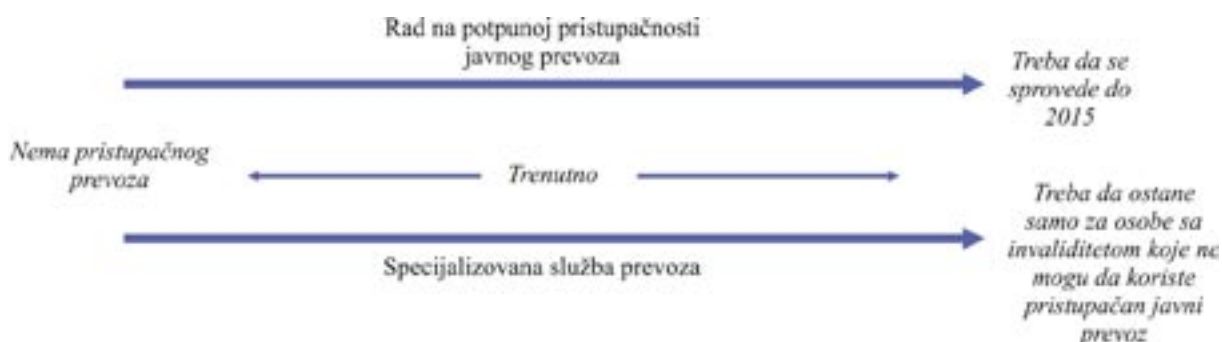 Rad na potpunoj pristupačnosti
javnog prevoza
Treba da se
sprovede do
2015
Nema pristupačnog
prevoza
Trenutno
Specijalizovana služba prevoza
Treba da ostane
samo za osobe sa
invaliditetom koje ne
mogu da koriste
pristupačan javni
prevoz